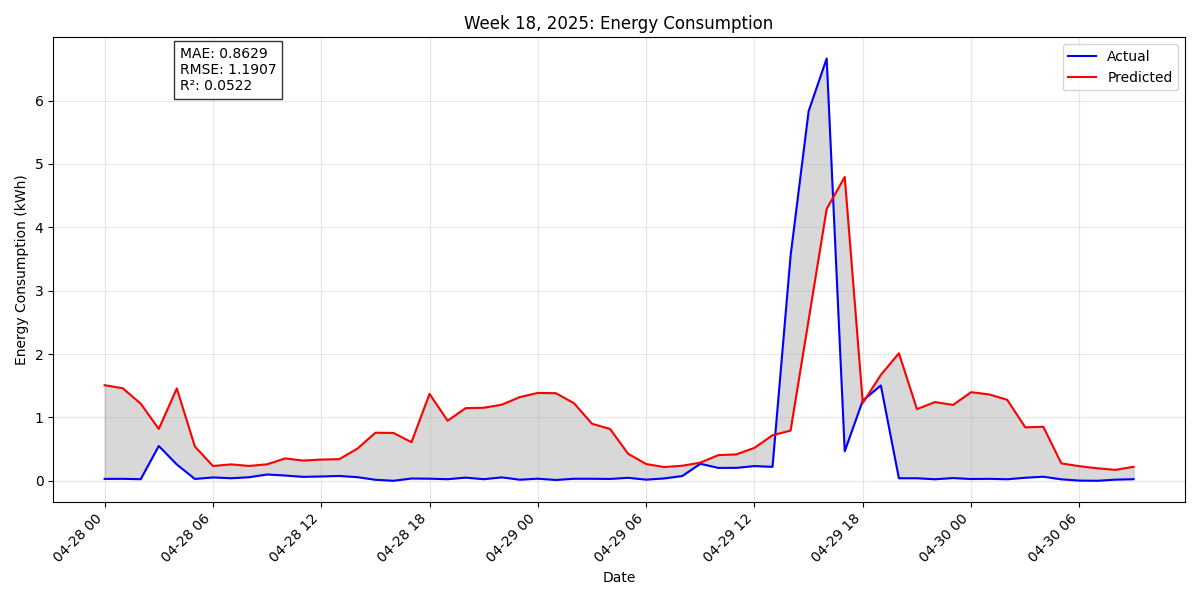 Week 18, 2025: Energy Consumption
MAE: 0.8629
RMSE: 1.1907
R²: 0.0522
Actual
Predicted
Energy Consumption (kWh)
6
5
4
3
2
1
0
04-28 00
04-28 06
04-28 12
04-28 18
04-29 00
04-29 06
04-29 12
04-29 18
04-30 00
04-30 06
Date